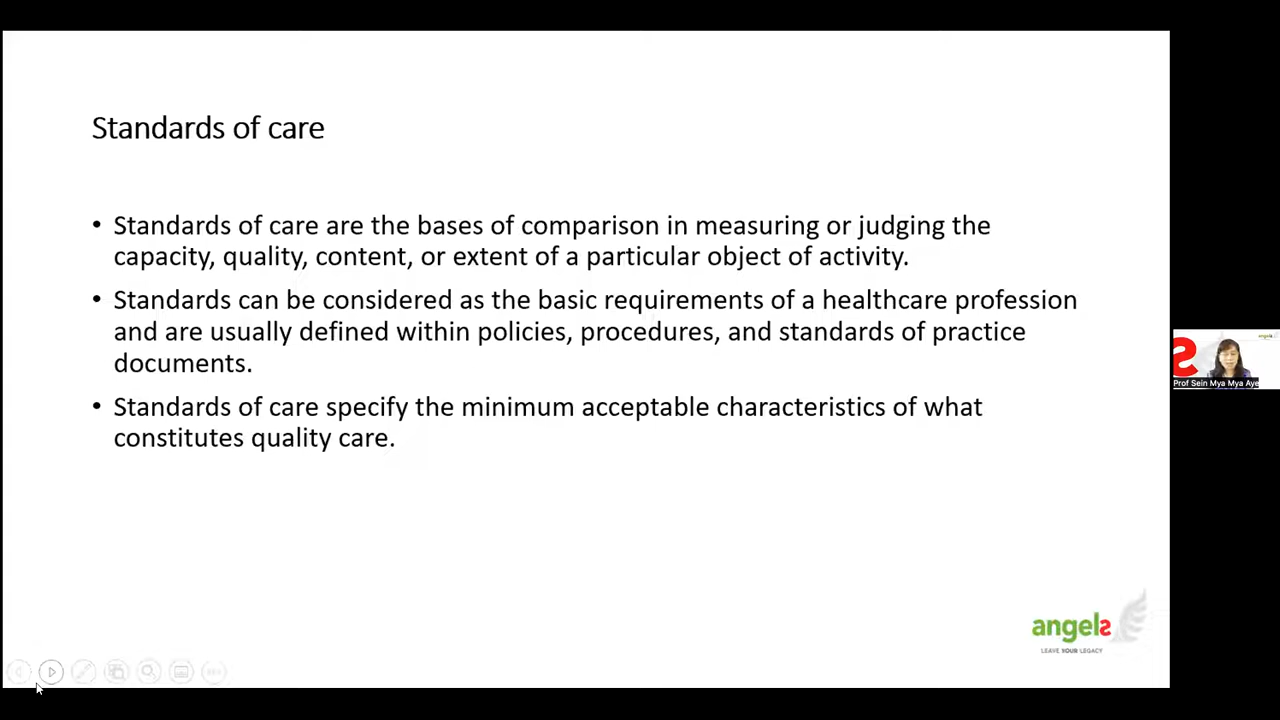 Standards of care
• Standards of care are the bases of comparison in measuring or judging the
capacity, quality, content, or extent of a particular object of activity.
• Standards can be considered as the basic requirements of a healthcare profession
and are usually defined within policies, procedures, and standards of practice
documents.
• Standards of care specify the minimum acceptable characteristics of what
constitutes quality care.
angels
Prof Sein Mya Mya Aye
angels
LEAVE YOUR LEGACY